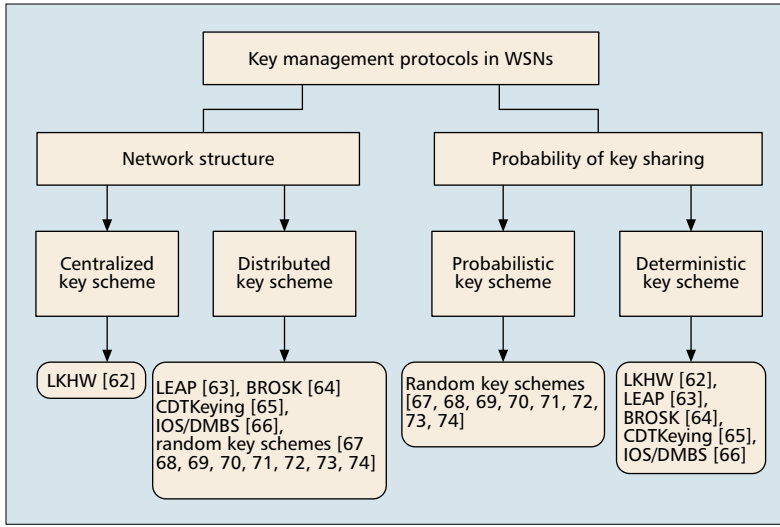 Key management protocols in WSNs
Network structure
Probability of key sharing
Centralized
key scheme
Distributed
key scheme
Probabilistic
key scheme
Deterministic
key scheme
LKHW [62]
LEAP [63], BROSK [64]
CDTKeying [65],
IOS/DMBS [66],
random key schemes [67
68, 69, 70, 71, 72, 73, 74]
Random key schemes
[67, 68, 69, 70, 71, 72,
73, 74]
LKHW [62],
LEAP [63],
BROSK [64],
CDTKeying [65],
IOS/DMBS [66]